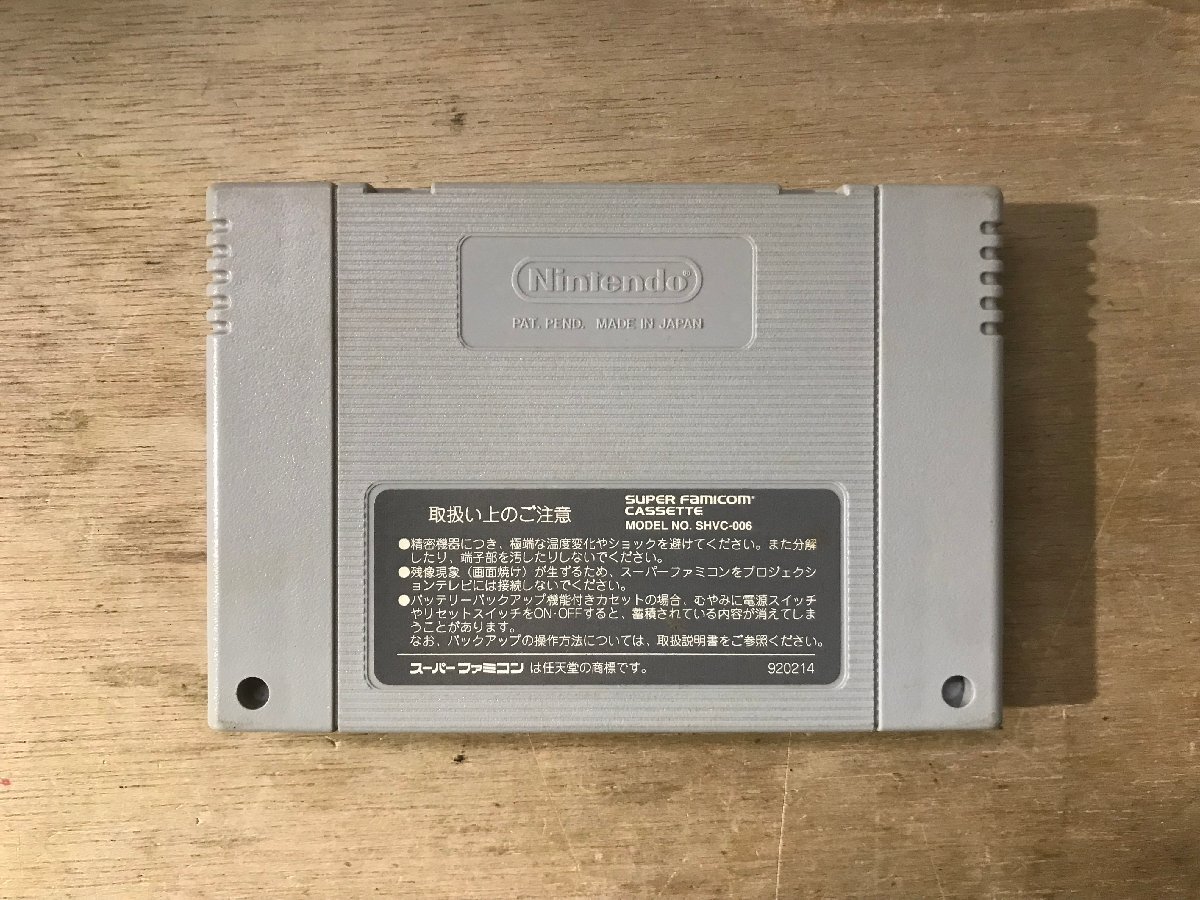 Nintendo®
PAT. PEND. MADE IN JAPAN
取扱い上のご注意
SUPER FAMICOM®
CASSETTE
MODEL NO. SHVC-006
●精密機器につき、極端な温度変化やショックを避けてください。また分解
したり、端子部を汚したりしないでください。
●残像現象（画面焼け）が生ずるため、スーパーファミコンをプロジェクシ
ョンテレビには接続しないでください。
●バッテリーバックアップ機能付きカセットの場合、むやみに電源スイッチ
やリセットスイッチをON・OFFすると、蓄積されている内容が消えてしま
うことがあります。
なお、バックアップの操作方法については、取扱説明書をご参照ください。
スーパーファミコン は任天堂の商標です。
920214